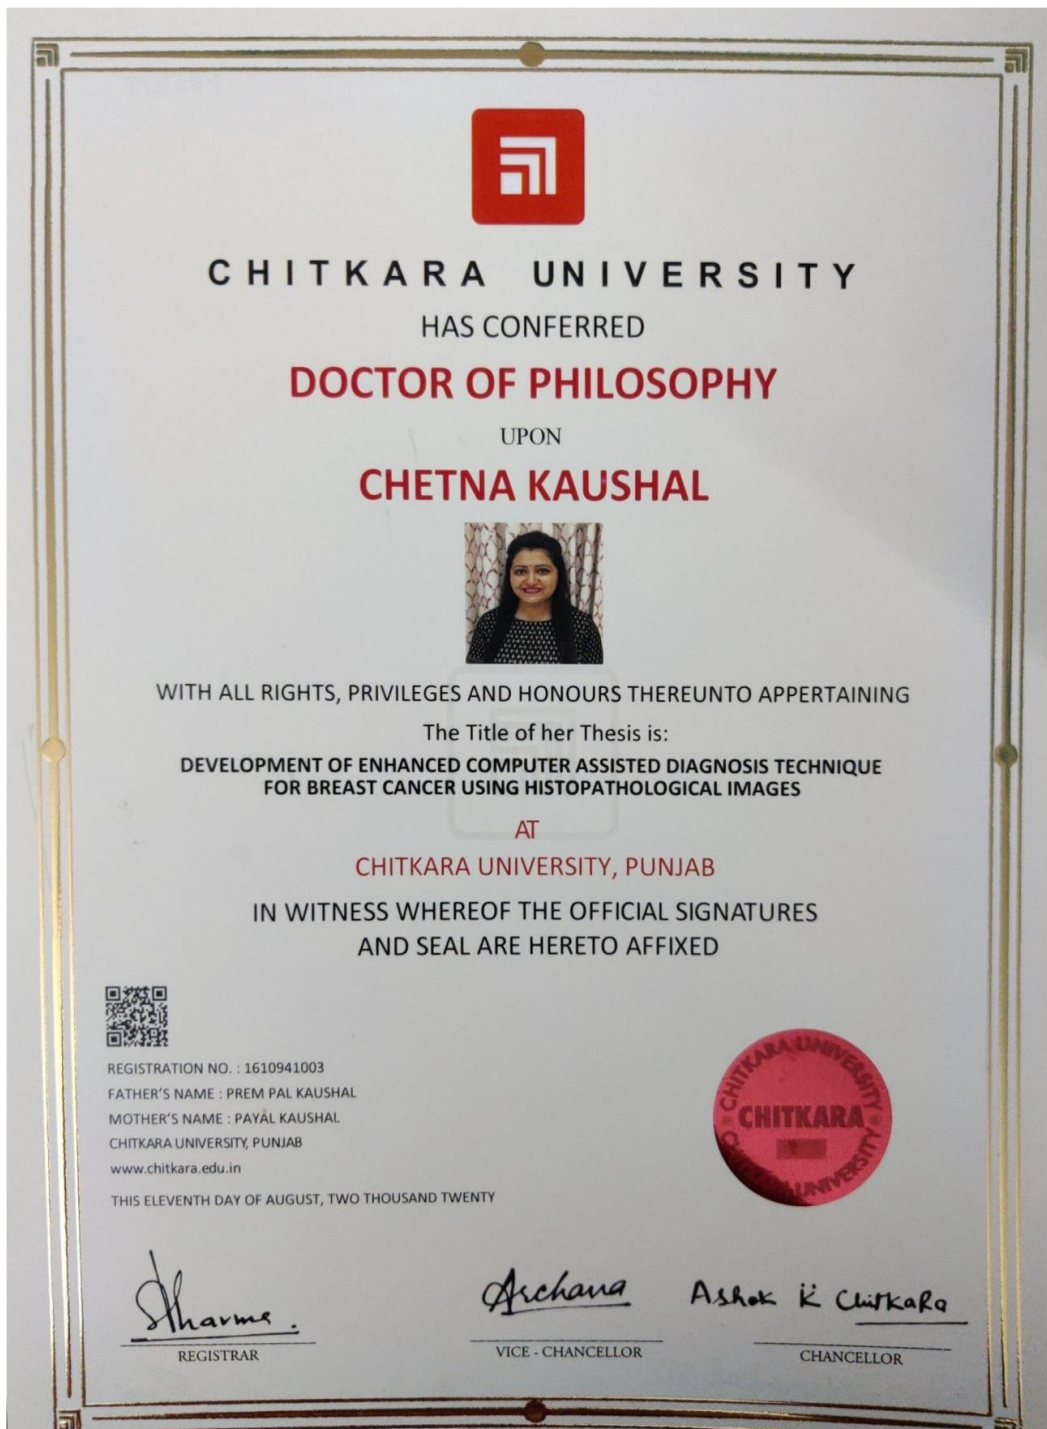 CHITKARA UNIVERSITY
HAS CONFERRED
DOCTOR OF PHILOSOPHY
UPON
CHETNA KAUSHAL
WITH ALL RIGHTS, PRIVILEGES AND HONOURS THEREUNTO APPERTAINING
The Title of her Thesis is:
DEVELOPMENT OF ENHANCED COMPUTER ASSISTED DIAGNOSIS TECHNIQUE
FOR BREAST CANCER USING HISTOPATHOLOGICAL IMAGES
AT
CHITKARA UNIVERSITY, PUNJAB
IN WITNESS WHEREOF THE OFFICIAL SIGNATURES
AND SEAL ARE HERETO AFFIXED
REGISTRATION NO. : 1610941003
FATHER'S NAME : PREM PAL KAUSHAL
MOTHER'S NAME : PAYAL KAUSHAL
CHITKARA UNIVERSITY, PUNJAB
www.chitkara.edu.in
THIS ELEVENTH DAY OF AUGUST, TWO THOUSAND TWENTY
CHITKARA UNIVERSITY
CHITKARA
CHITKARA UNIVERSITY
Sharma
REGISTRAR
Archana
VICE - CHANCELLOR
Ashok K Chitkara
CHANCELLOR